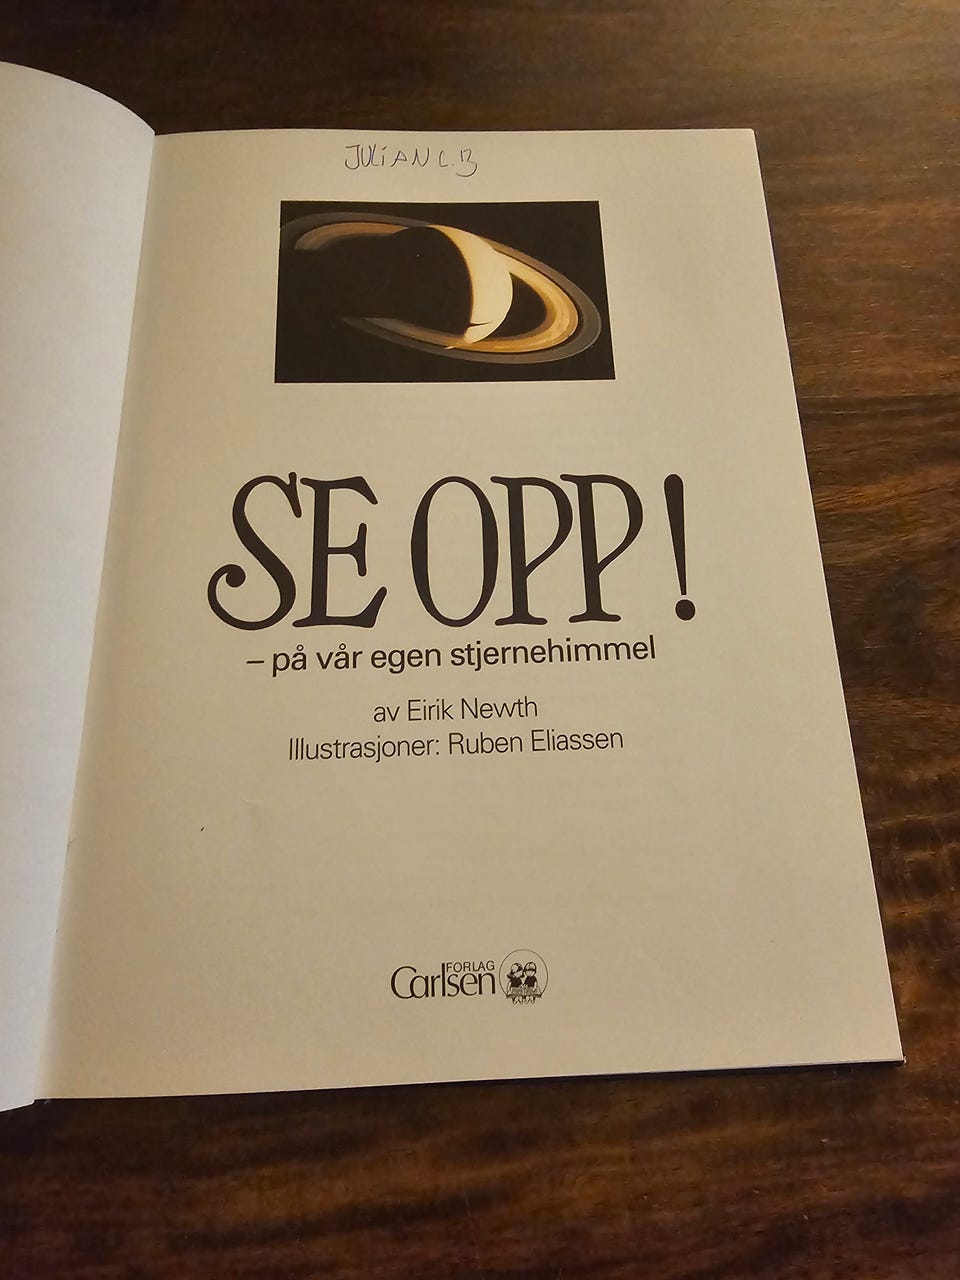 JULiAN L.B
SE OPP!
– på vår egen stjernehimmel
av Eirik Newth
Illustrasjoner: Ruben Eliassen
FORLAG
Carlsen